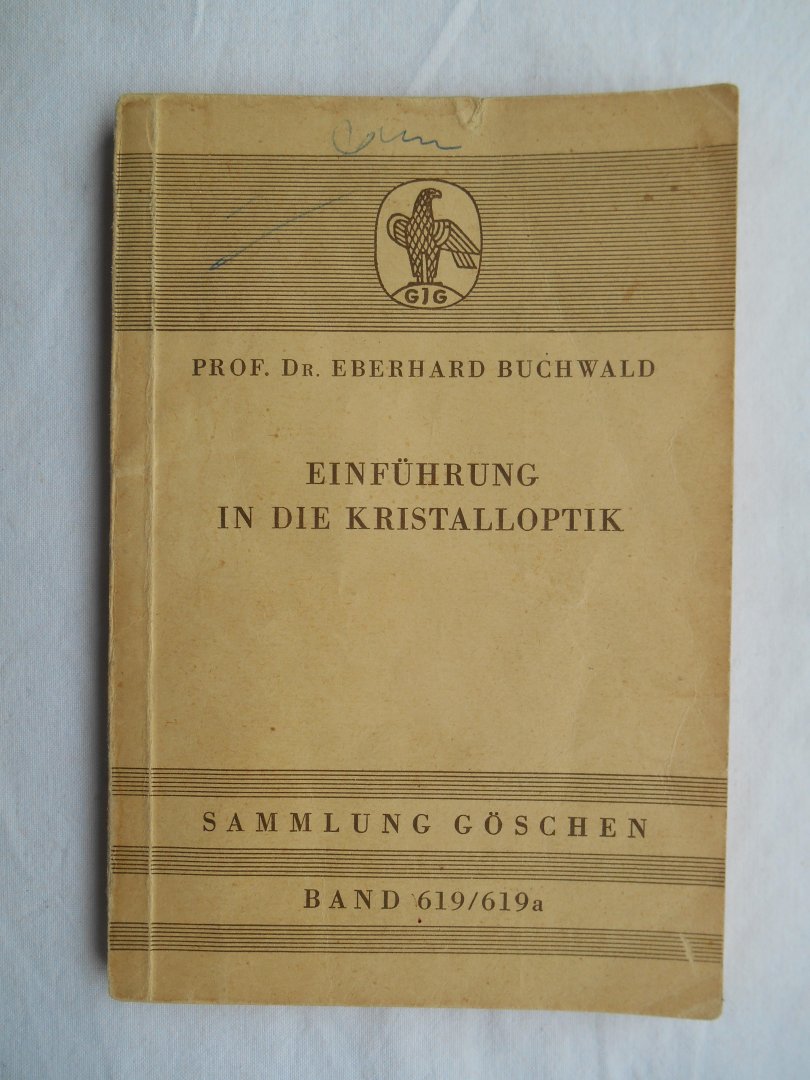 GJG
PROF. DR. EBERHARD BUCHWALD
EINFÜHRUNG
IN DIE KRISTALLOPTIK
SAMMLUNG GÖSCHEN
BAND 619/619a